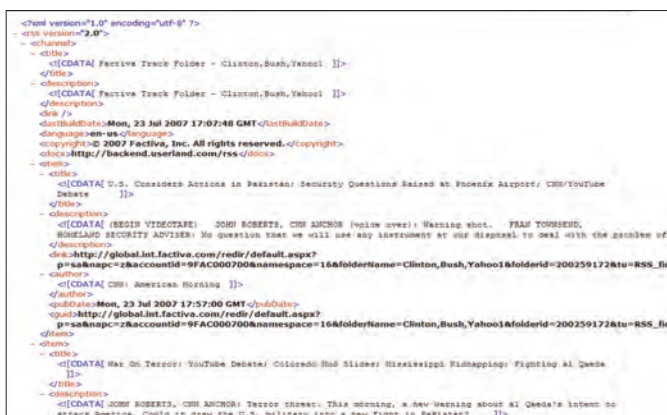 <?xml version="1.0" encoding="utf-8" ?>
- <rss version="2.0">
- <channel>
- <title>
<![CDATA[ Factiva Track Folder - Clinton,Bush,Yahoo1 ]]>
</title>
- <description>
<![CDATA[ Factiva Track Folder - Clinton,Bush,Yahoo1 ]]>
</description>
<link />
<lastBuildDate>Mon, 23 Jul 2007 17:07:48 GMT</lastBuildDate>
<language>en-us</language>
<copyright>© 2007 Factiva, Inc. All rights reserved.</copyright>
<docs>http://backend.userland.com/rss</docs>
- <item>
- <title>
<![CDATA[ U.S. Considers Actions in Pakistan; Security Questions Raised at Phoenix Airport; CNN/YouTube
Debate ]]>
</title>
- <description>
<![CDATA[ (BEGIN VIDEOTAPE) JOHN ROBERTS, CNN ANCHOR (voice over): Warning shot. FRAN TOWNSEND,
HOMELAND SECURITY ADVISER: No question that we will use any instrument at our disposal to deal with the problem of
</description>
<link>http://global.int.factiva.com/redir/default.aspx?
p=sa&napc=z&accountid=9FAC000700&namespace=16&folderName=Clinton,Bush,Yahoo1&folderid=200259172&tu=RSS_fid
- <author>
<![CDATA[ CNN: American Morning ]]>
</author>
<pubDate>Mon, 23 Jul 2007 17:57:00 GMT</pubDate>
<guid>http://global.int.factiva.com/redir/default.aspx?
p=sa&napc=z&accountid=9FAC000700&namespace=16&folderName=Clinton,Bush,Yahoo1&folderid=200259172&tu=RSS_fid
- <item>
- <title>
<![CDATA[ War On Terror; YouTube Debate; Colorado Mud Slides; Mississippi Kidnapping; Fighting al Qaeda
]]>
</title>
- <description>
<![CDATA[ JOHN ROBERTS, CNN ANCHOR: Terror threat. This morning, a new warning about al Qaeda's intent to
attack America. Could it draw the U.S. military into a new fight in Pakistan? ]]>